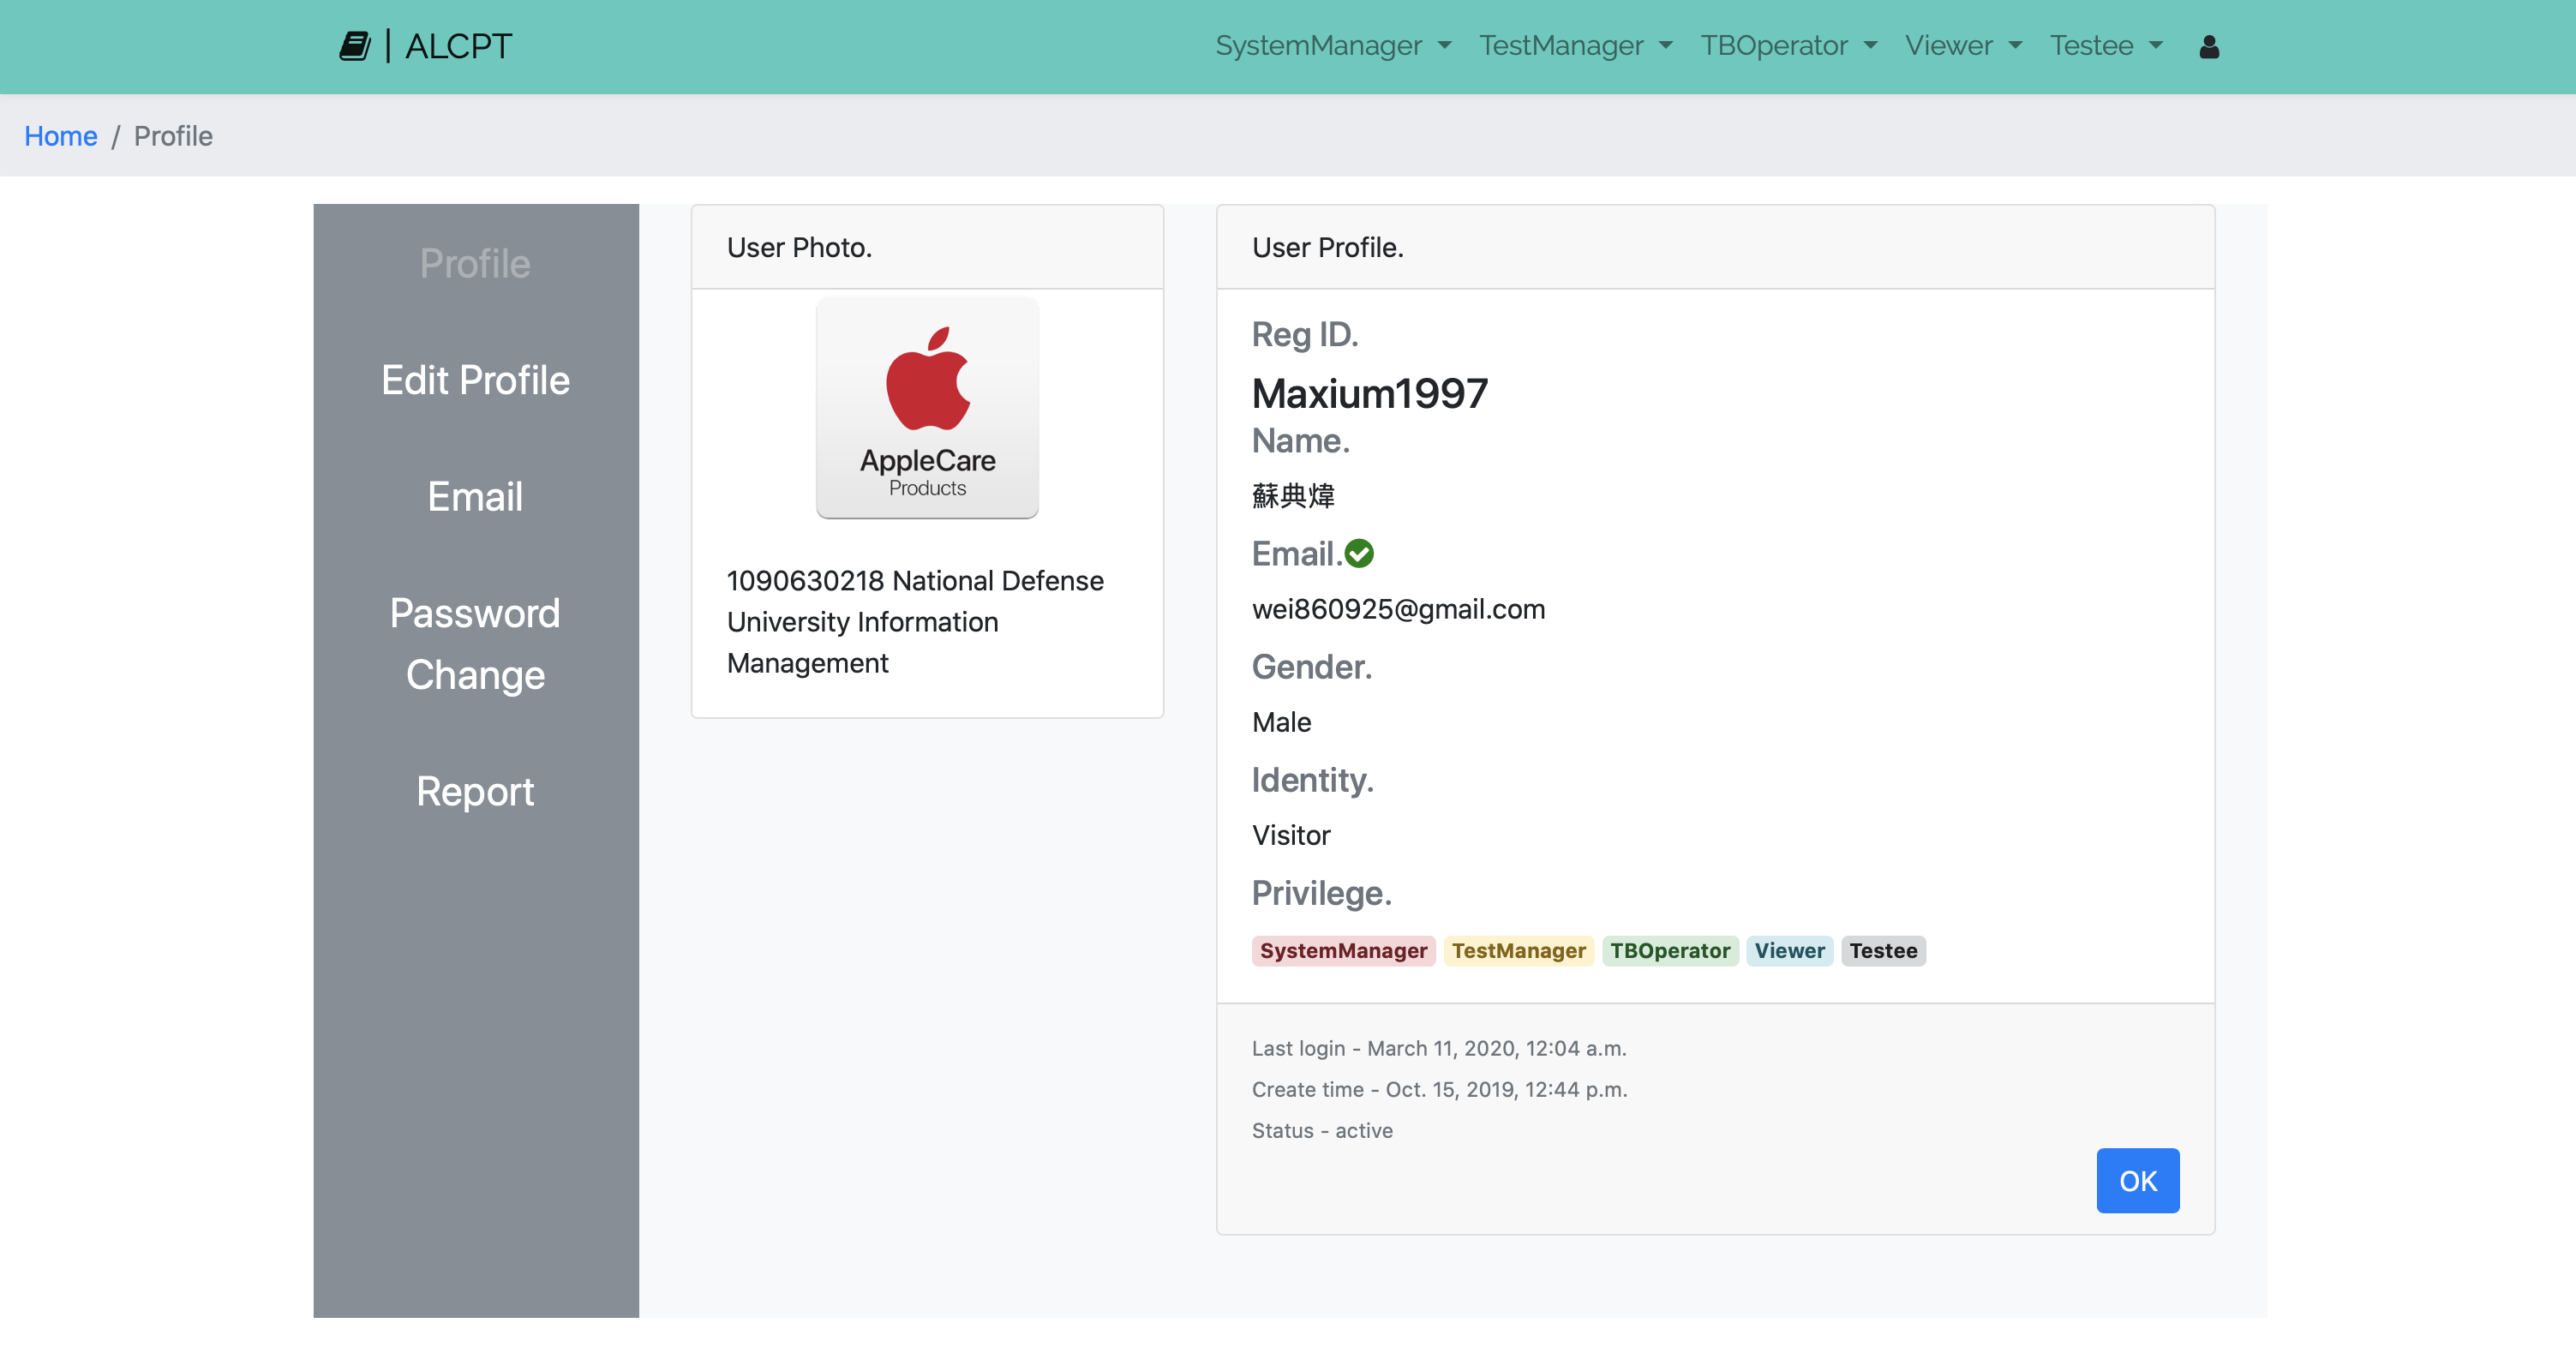 | ALCPT
SystemManager TestManager TBOperator Viewer Testee
Home / Profile
Profile
Edit Profile
Email
Password
Change
Report
User Photo.
AppleCare
Products
1090630218 National Defense
University Information
Management
User Profile.
Reg ID.
Maxium1997
Name.
蘇典煒
Email.
wei860925@gmail.com
Gender.
Male
Identity.
Visitor
Privilege.
SystemManager TestManager TBOperator Viewer Testee
Last login - March 11, 2020, 12:04 a.m.
Create time - Oct. 15, 2019, 12:44 p.m.
Status - active
OK